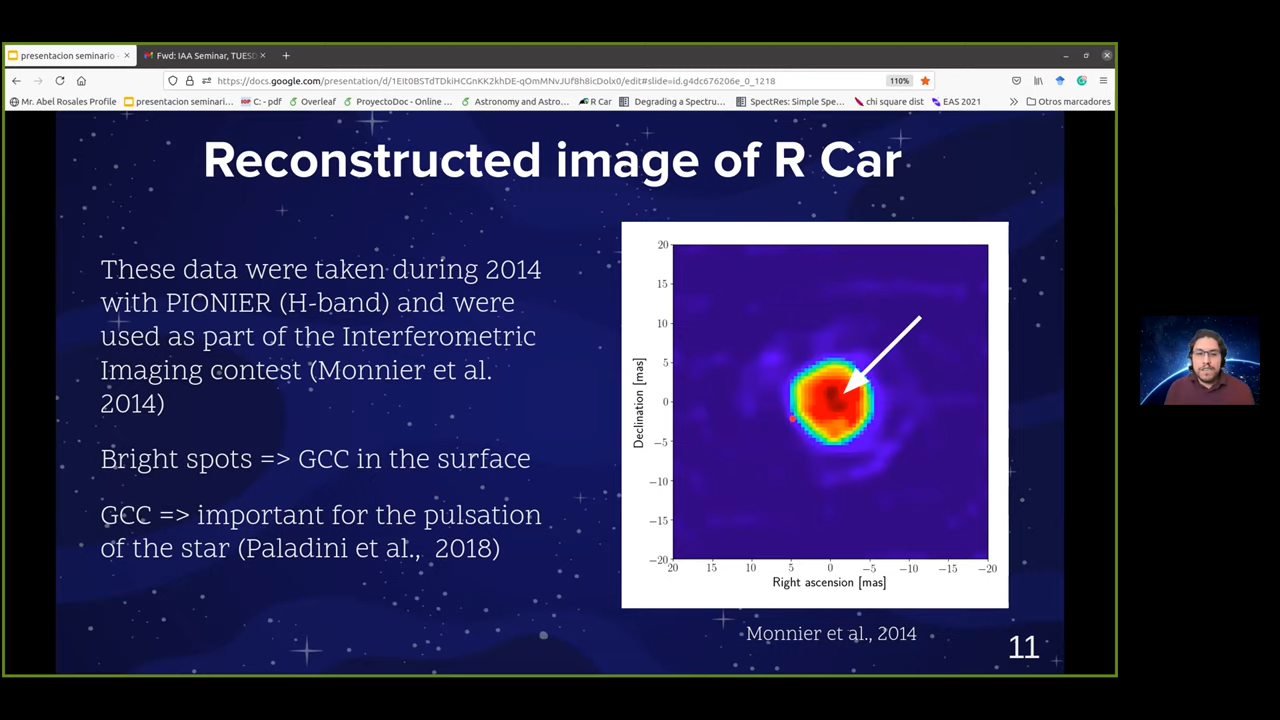 presentacion seminario
Fwd: IAA Seminar, TUESD
https://docs.google.com/presentation/d/1EIt0BSTdTDkiHCGnKK2khDE-qOmMNvJUf8h8icDolx0/edit#slide=id.g4dc676206e_0_1218
110%
Mr. Abel Rosales Profile
presentacion seminari...
C: - pdf
Overleaf
ProyectoDoc - Online ...
Astronomy and Astro...
R Car
Degrading a Spectru...
SpectRes: Simple Spe...
chi square dist
EAS 2021
Otros marcadores
Reconstructed image of R Car
These data were taken during 2014
with PIONIER (H-band) and were
used as part of the Interferometric
Imaging contest (Monnier et al.
2014)
Bright spots => GCC in the surface
GCC => important for the pulsation
of the star (Paladini et al., 2018)
20
15
10
5
0
−5
−10
−15
−20
Declination [mas]
20 15 10 5 0 −5 −10 −15 −20
Right ascension [mas]
Monnier et al., 2014
11